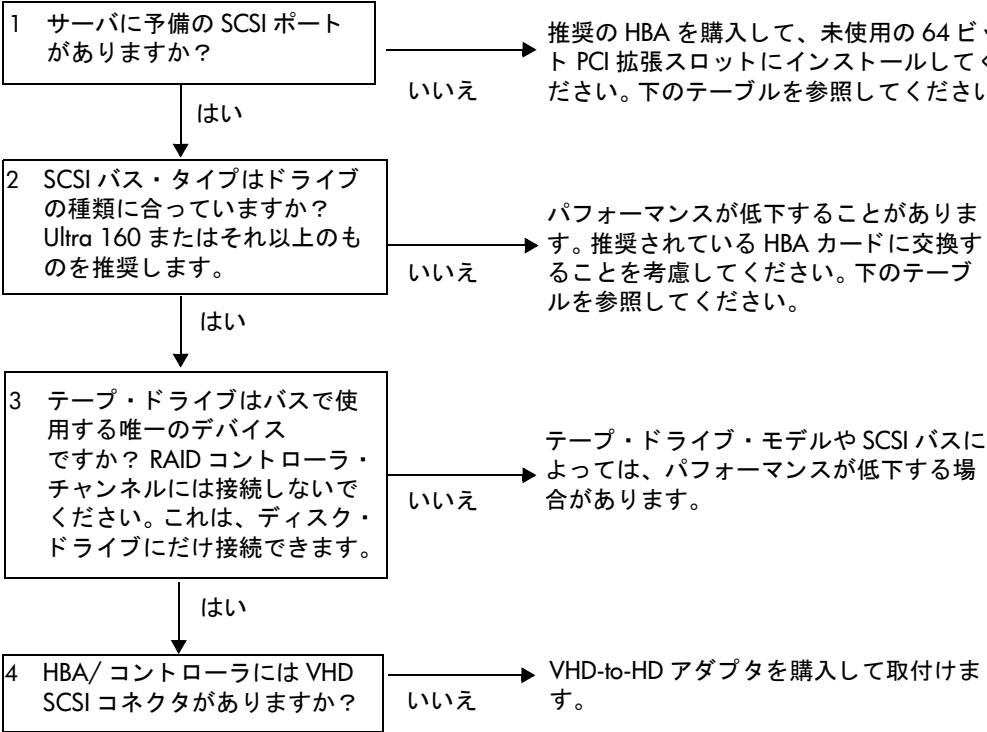 1 サーバに予備の SCSI ポート
がありますか？
いいえ
推奨の HBA を購入して、未使用の 64 ビッ
ト PCI 拡張スロットにインストールしてく
ださい。下のテーブルを参照してください
はい
2 SCSI バス・タイプはドライブ
の種類に合っていますか？
Ultra 160 またはそれ以上のも
のを推奨します。
いいえ
パフォーマンスが低下することがありま
す。推奨されている HBA カードに交換す
ることを考慮してください。下のテーブ
ルを参照してください。
はい
3 テープ・ドライブはバスで使
用する唯一のデバイス
ですか？ RAID コントローラ・
チャンネルには接続しないで
ください。これは、ディスク・
ドライブにだけ接続できます。
いいえ
テープ・ドライブ・モデルや SCSI バスに
よっては、パフォーマンスが低下する場
合があります。
はい
4 HBA/ コントローラには VHD
SCSI コネクタがありますか？
いいえ
VHD-to-HD アダプタを購入して取付けま
す。